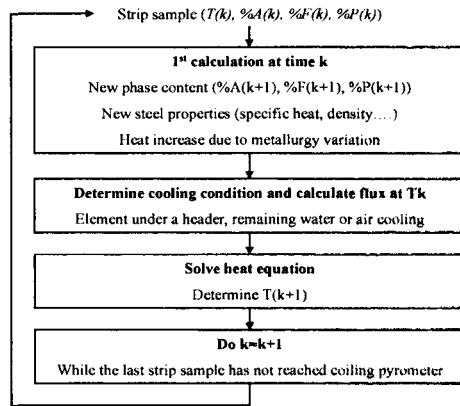 Strip sample (T(k), %A(k), %F(k), %P(k))
1st calculation at time k
New phase content (%A(k+1), %F(k+1), %P(k+1))
New steel properties (specific heat, density....)
Heat increase due to metallurgy variation
Determine cooling condition and calculate flux at Tk
Element under a header, remaining water or air cooling
Solve heat equation
Determine T(k+1)
Do k=k+1
While the last strip sample has not reached coiling pyrometer